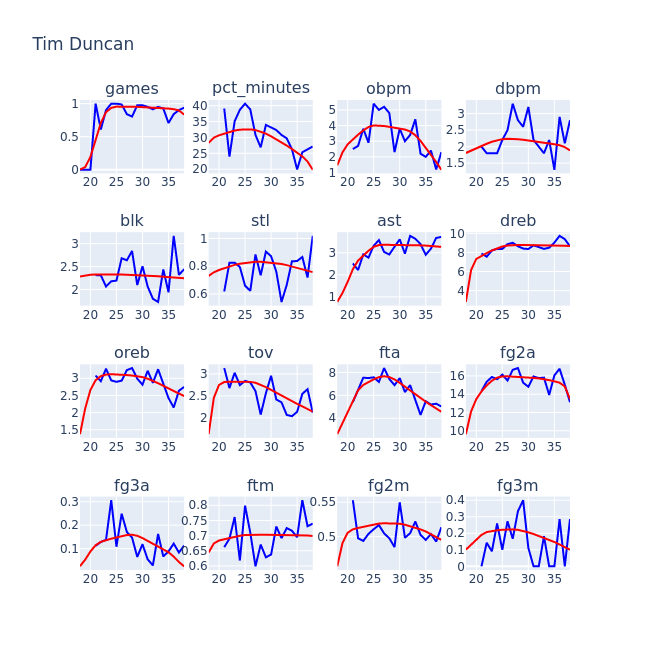 Tim Duncan
games
pct_minutes
obpm
dbpm
1
0.5
0
40
35
30
25
20
5
4
3
2
1
3
2.5
2
1.5
20 25 30 35
20 25 30 35
20 25 30 35
20 25 30 35
blk
stl
ast
dreb
3
2.5
2
1
0.8
0.6
3
2
1
10
8
6
4
20 25 30 35
20 25 30 35
20 25 30 35
20 25 30 35
oreb
tov
fta
fg2a
3
2.5
2
1.5
3
2.5
2
8
6
4
16
14
12
10
20 25 30 35
20 25 30 35
20 25 30 35
20 25 30 35
fg3a
ftm
fg2m
fg3m
0.3
0.2
0.1
0.8
0.75
0.7
0.65
0.6
0.55
0.5
0.4
0.3
0.2
0.1
0
20 25 30 35
20 25 30 35
20 25 30 35
20 25 30 35